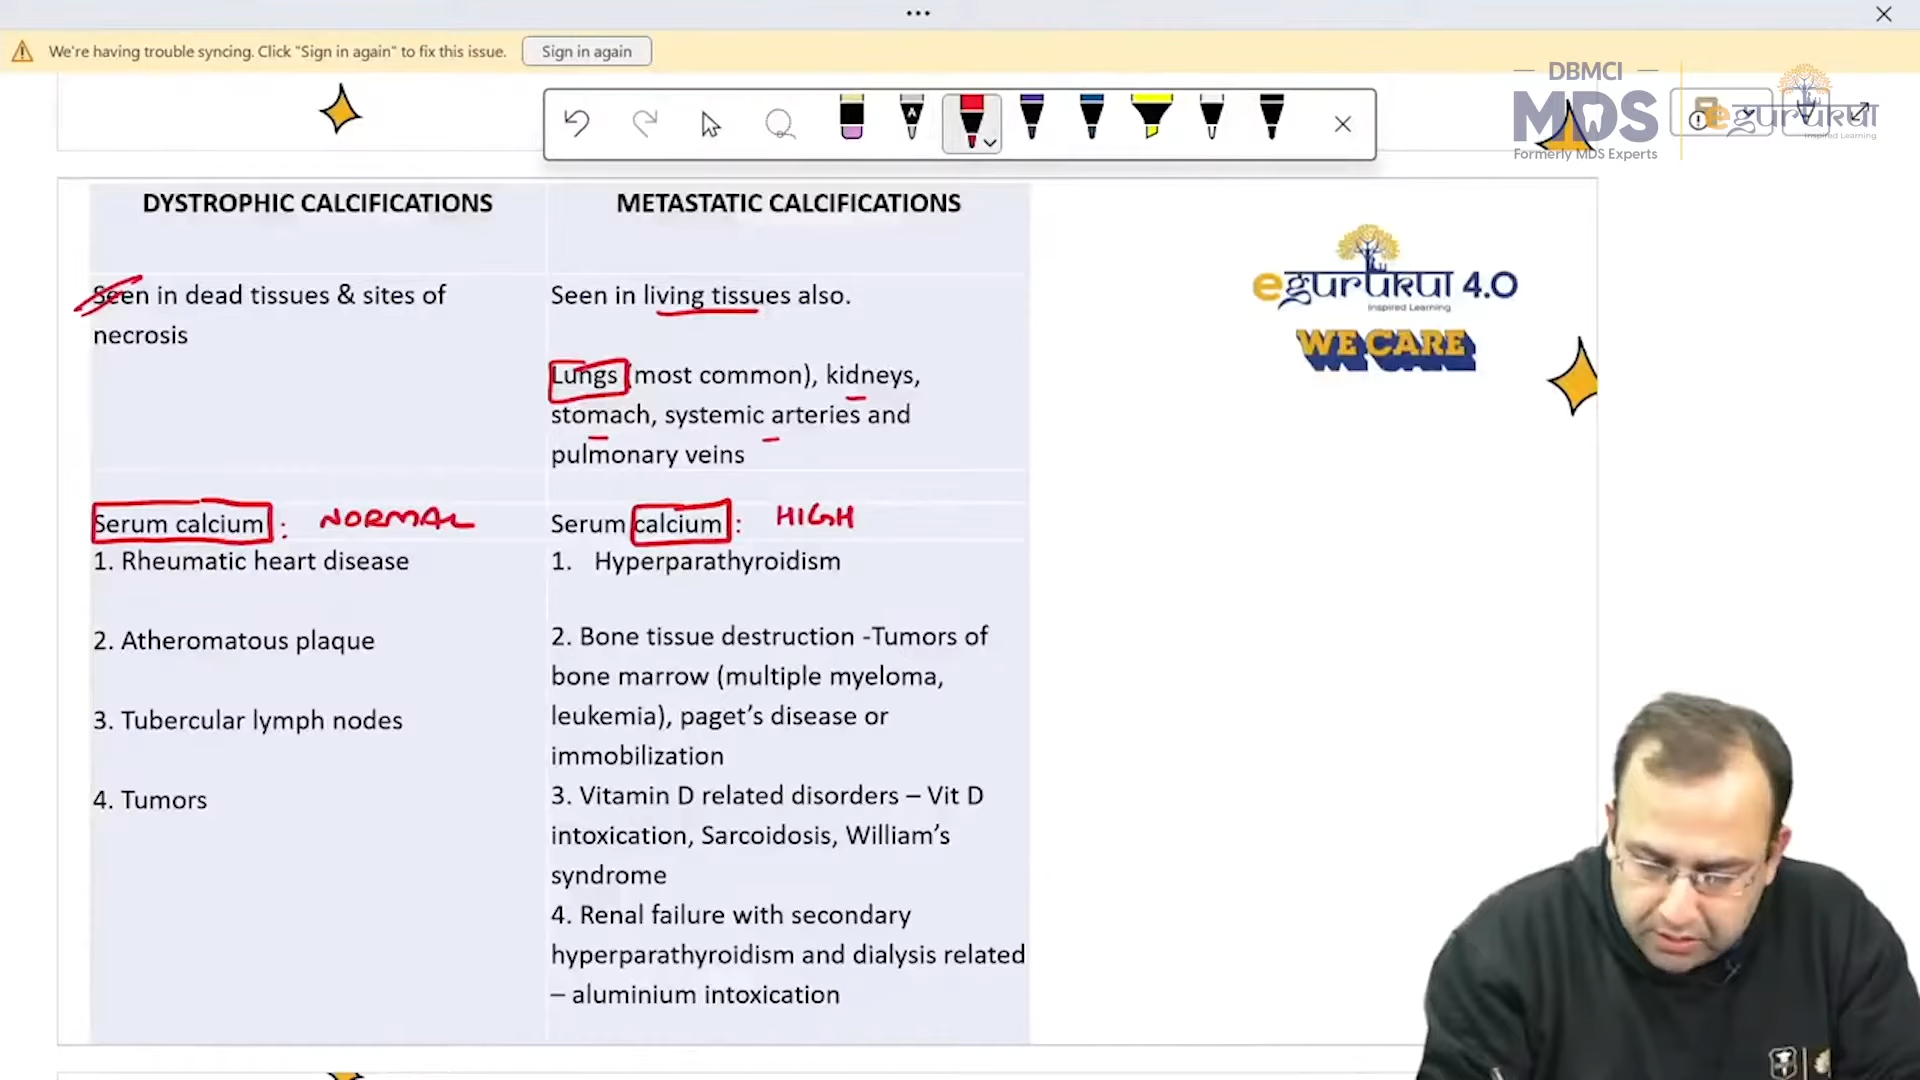 We're having trouble syncing. Click "Sign in again" to fix this issue. Sign in again
DBMCI
MDS
Formerly MDS Experts
egurukul
Inspired Learning
DYSTROPHIC CALCIFICATIONS
METASTATIC CALCIFICATIONS
Seen in dead tissues & sites of
necrosis
Seen in living tissues also.
Lungs (most common), kidneys,
stomach, systemic arteries and
pulmonary veins
Serum calcium : NORMAL
1. Rheumatic heart disease
2. Atheromatous plaque
3. Tubercular lymph nodes
4. Tumors
Serum calcium : HIGH
1. Hyperparathyroidism
2. Bone tissue destruction -Tumors of
bone marrow (multiple myeloma,
leukemia), paget’s disease or
immobilization
3. Vitamin D related disorders – Vit D
intoxication, Sarcoidosis, William’s
syndrome
4. Renal failure with secondary
hyperparathyroidism and dialysis related
– aluminium intoxication
egurukul 4.0
Inspired Learning
WE CARE